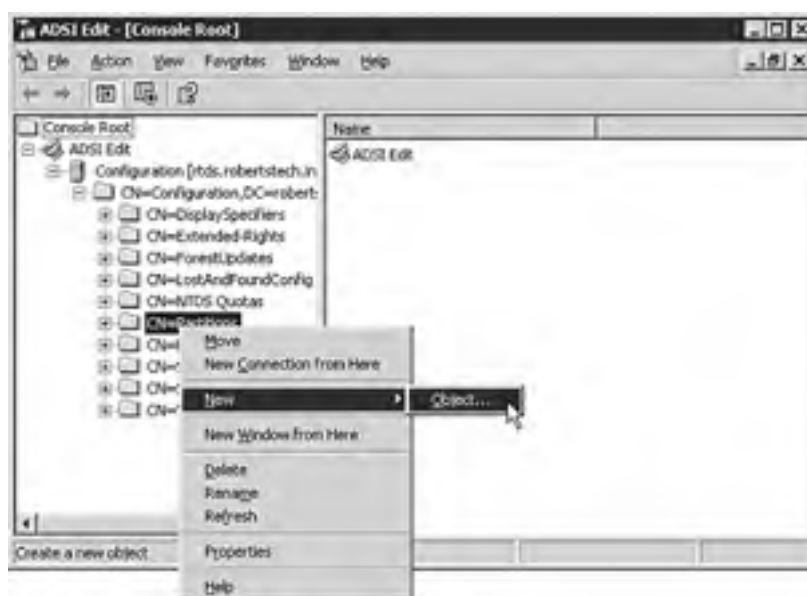 ADSI Edit - [Console Root]
File Action View Favorites Window Help
Console Root
Name
ADSI Edit
ADSI Edit
Configuration [rtds.robertstech.in
CN=Configuration,DC=roberts
CN=DisplaySpecifiers
CN=Extended-Rights
CN=ForestUpdates
CN=LostAndFoundConfig
CN=NTDS Quotas
CN=Partitions
CN=
CN=
CN=
CN=
Move
New Connection from Here
New
Object...
New Window from Here
Delete
Rename
Refresh
Properties
Help
Create a new object